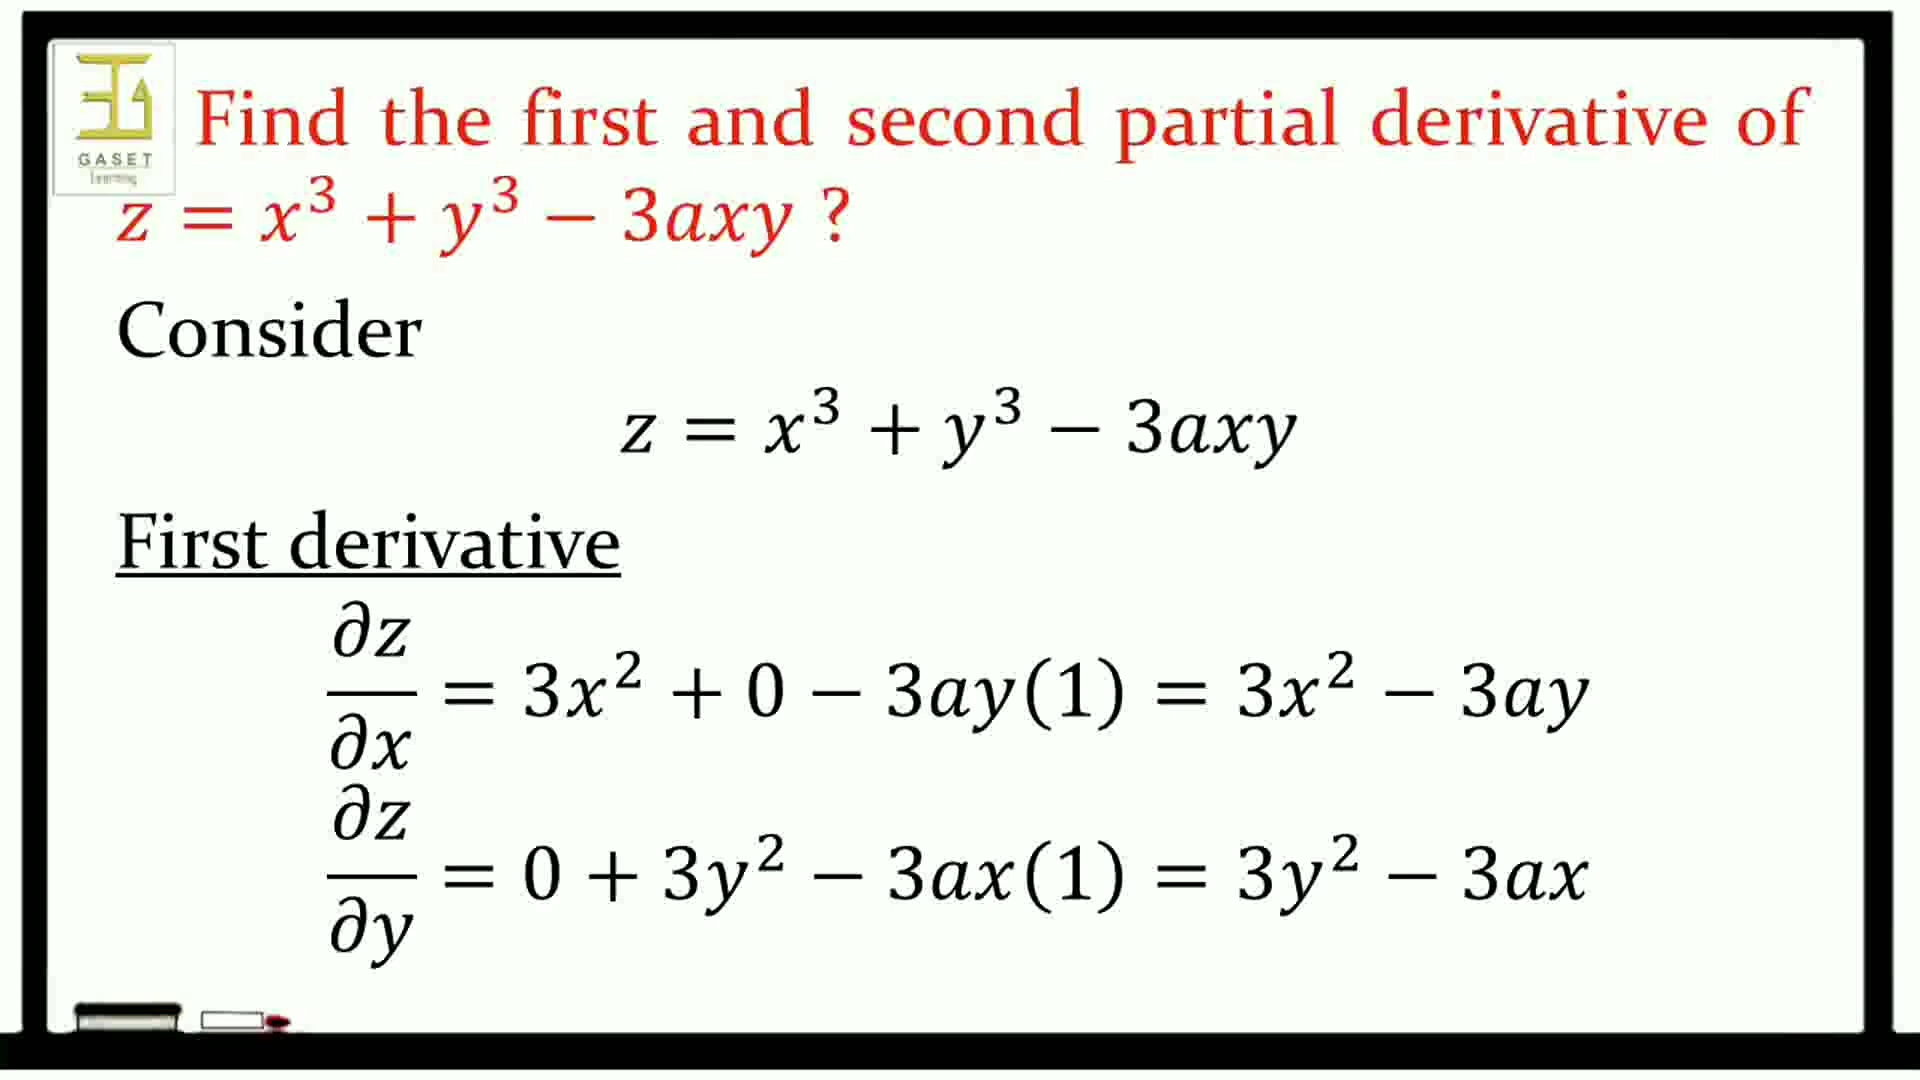 GASET
Learning
Find the first and second partial derivative of
z = x³ + y³ − 3axy ?
Consider
z = x³ + y³ − 3axy
First derivative
∂z/∂x = 3x² + 0 − 3ay(1) = 3x² − 3ay
∂z/∂y = 0 + 3y² − 3ax(1) = 3y² − 3ax